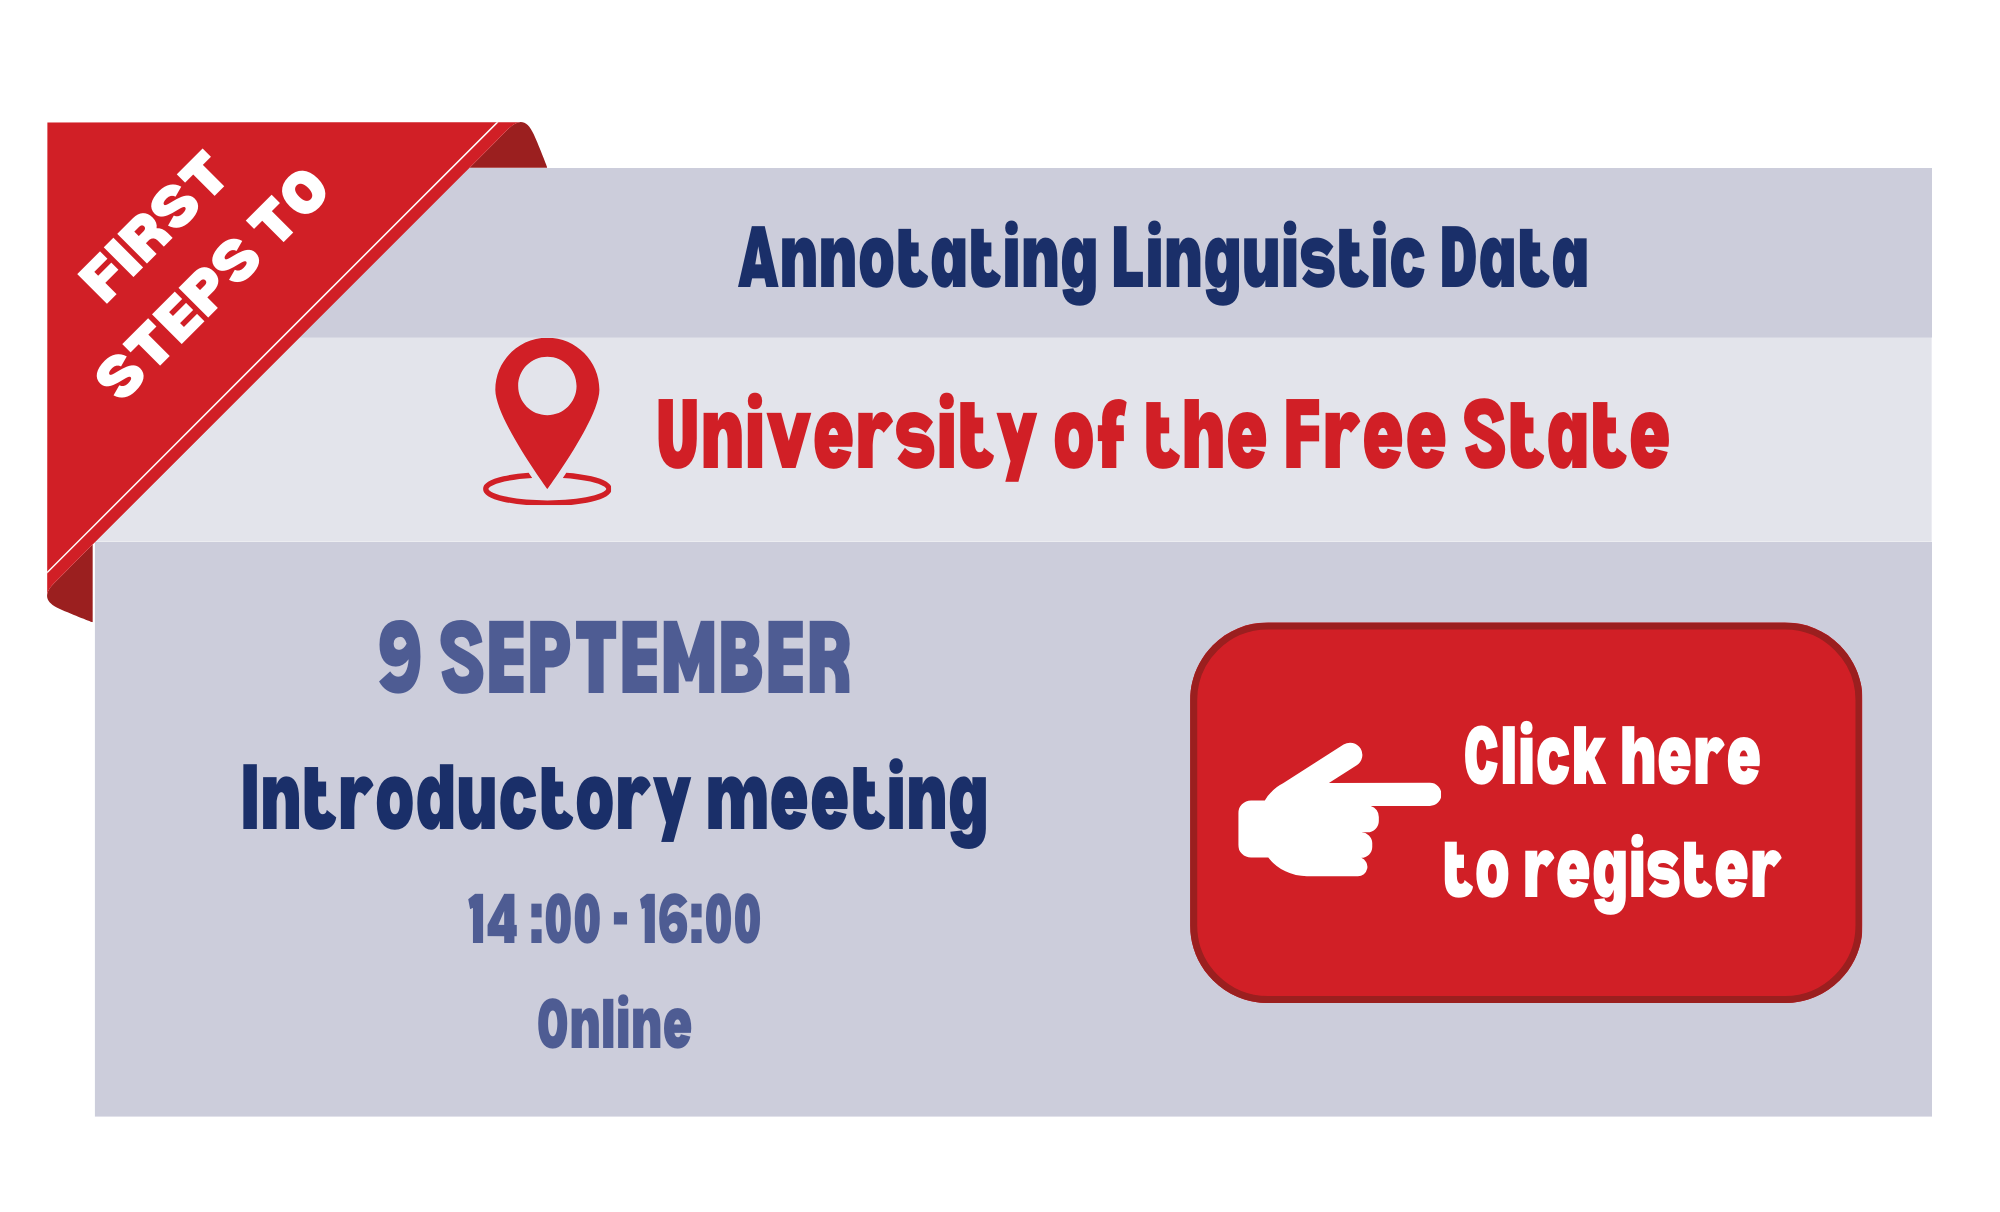 FIRST
STEPS TO
Annotating Linguistic Data
University of the Free State
9 SEPTEMBER
Introductory meeting
14 :00 - 16:00
Online
Click here
to register